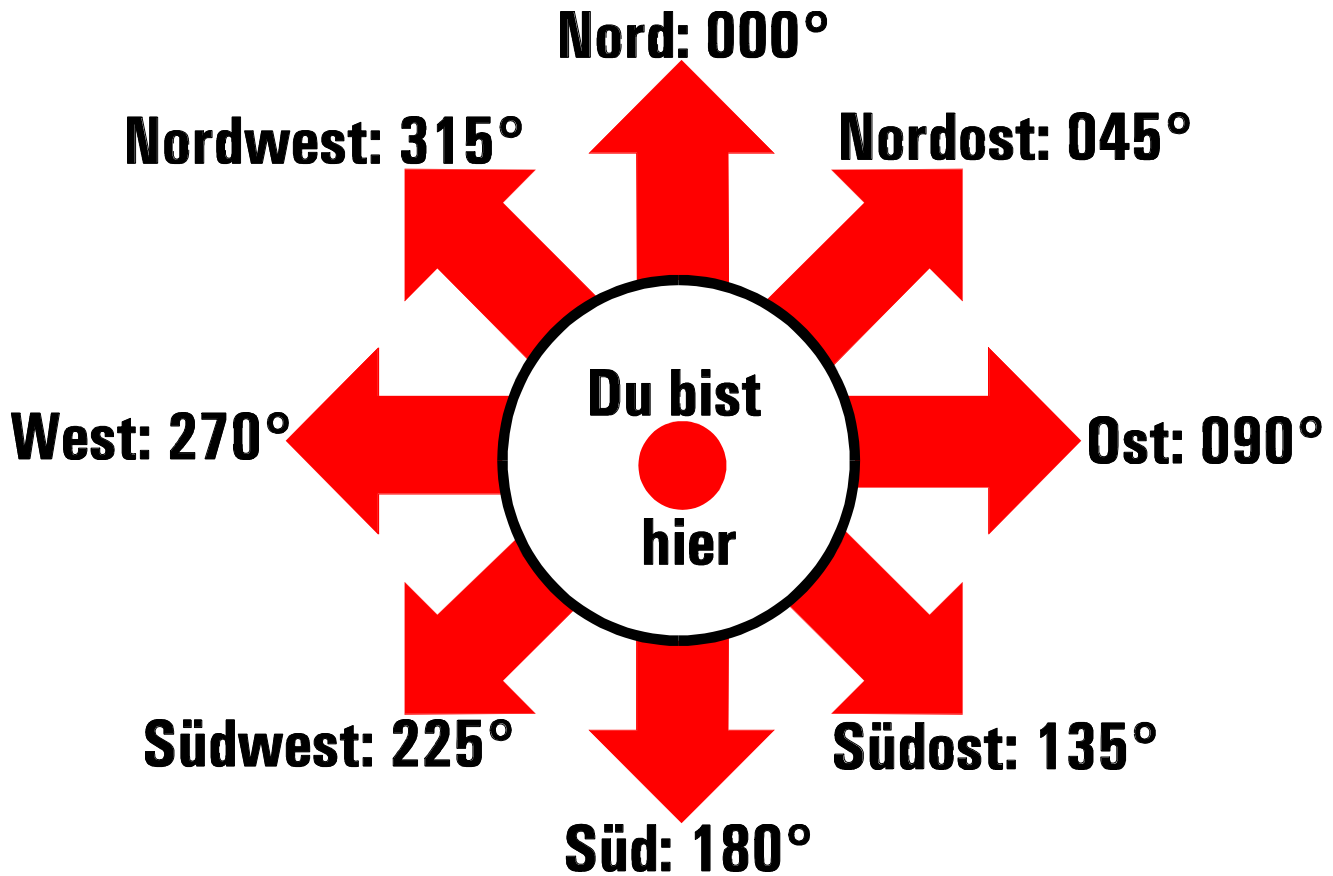 Nord: 000°
Nordwest: 315°
Nordost: 045°
Du bist
West: 270°
Ost: 090°
hier
Südwest: 225°
Südost: 135°
Süd: 180°